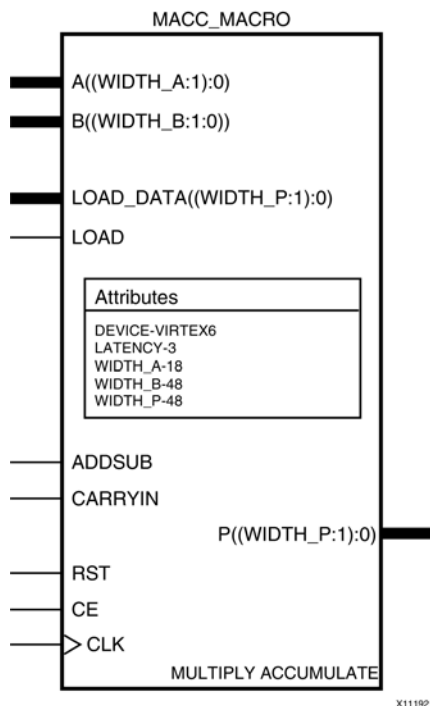 MACC_MACRO
A((WIDTH_A:1):0)
B((WIDTH_B:1:0))
LOAD_DATA((WIDTH_P:1):0)
LOAD
Attributes
DEVICE-VIRTEX6
LATENCY-3
WIDTH_A-18
WIDTH_B-48
WIDTH_P-48
ADDSUB
CARRYIN
P((WIDTH_P:1):0)
RST
CE
CLK
MULTIPLY ACCUMULATE
X11192